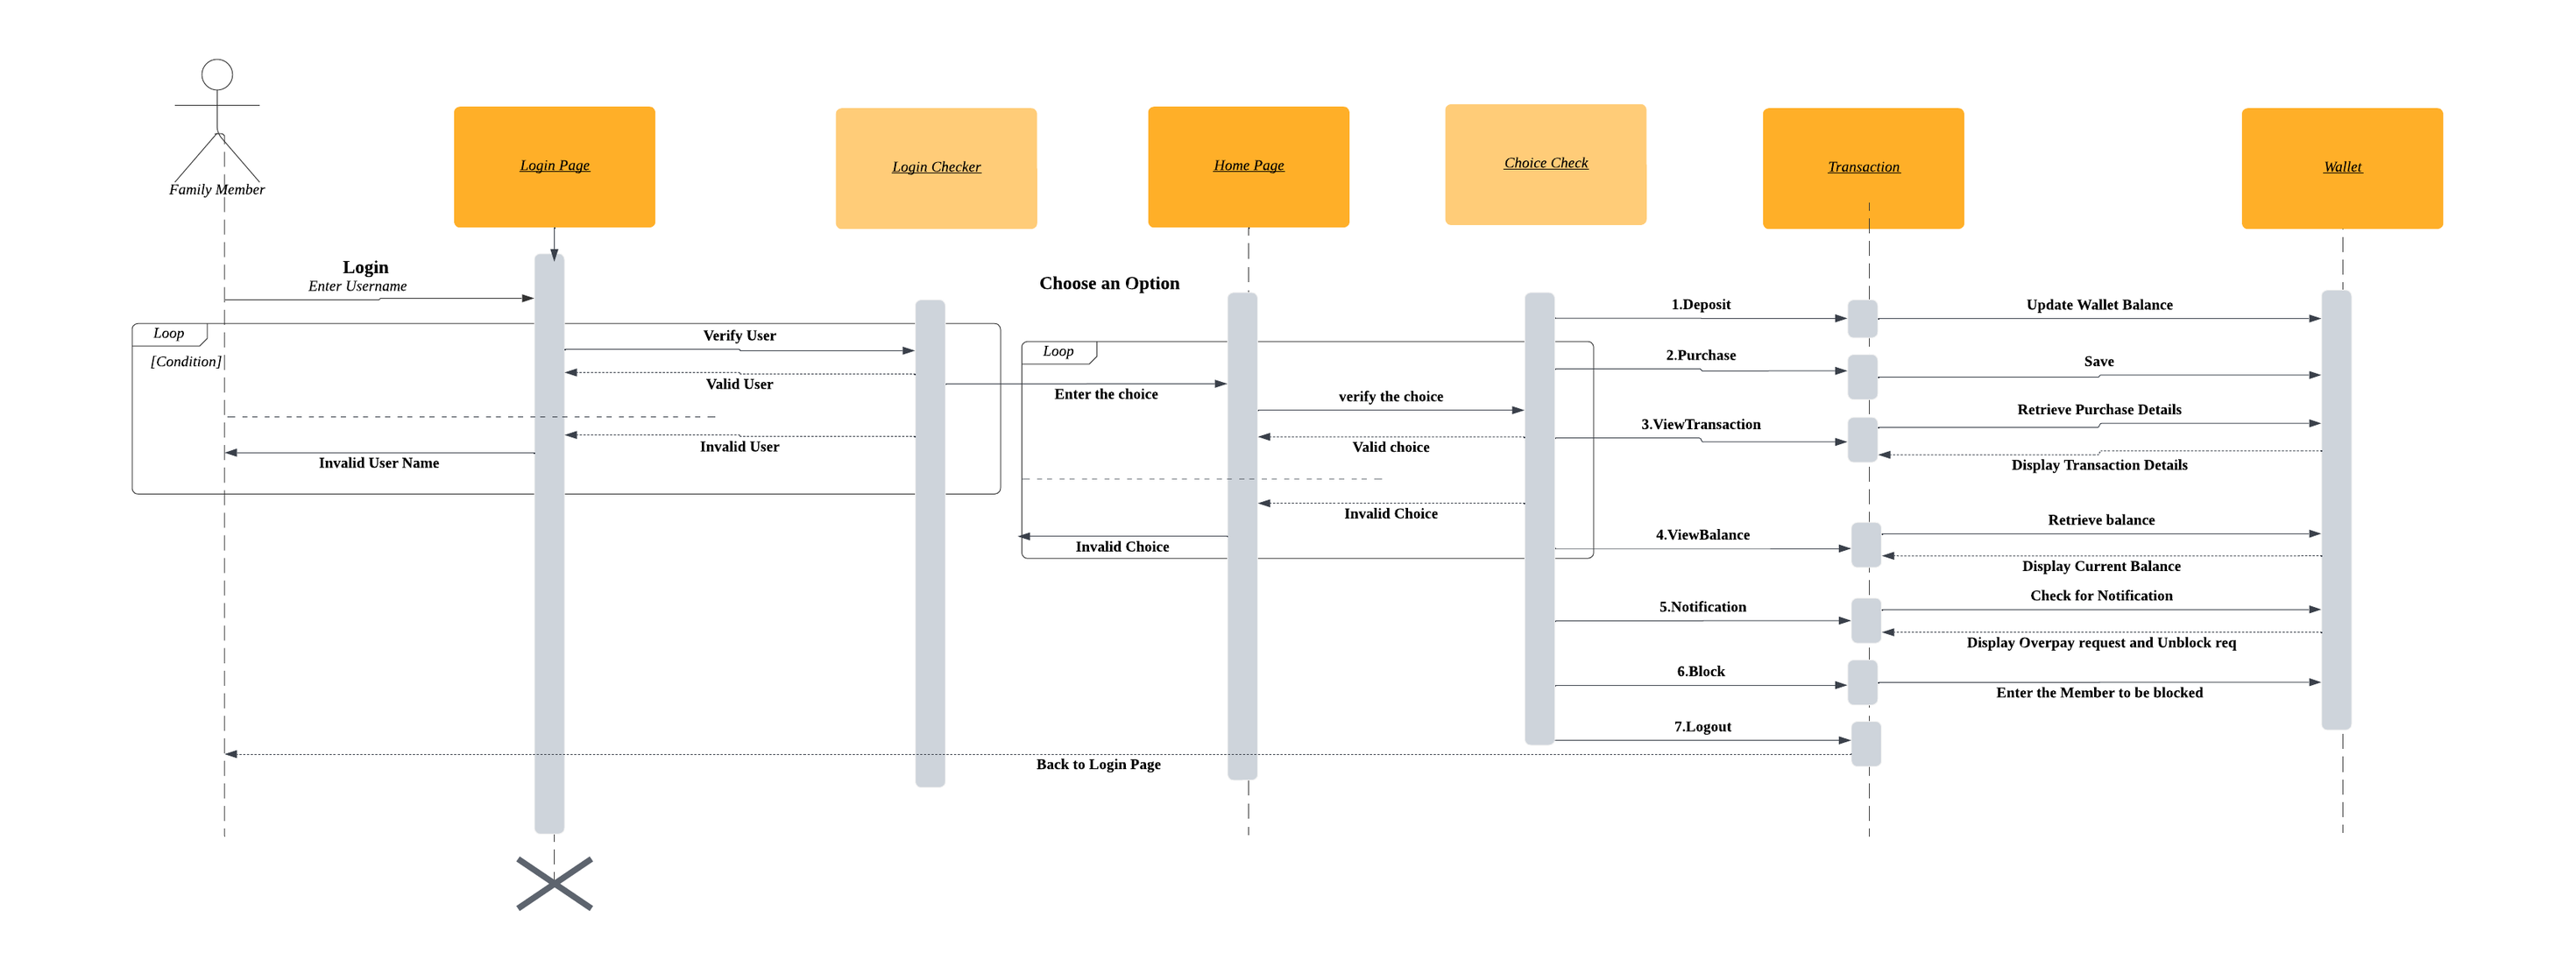 Family Member
Login Page
Login Checker
Home Page
Choice Check
Transaction
Wallet
Login
Enter Username
Loop
[Condition]
Verify User
Valid User
Invalid User
Invalid User Name
Choose an Option
Loop
Enter the choice
verify the choice
Valid choice
Invalid Choice
Invalid Choice
1.Deposit
Update Wallet Balance
2.Purchase
Save
3.ViewTransaction
Retrieve Purchase Details
Display Transaction Details
4.ViewBalance
Retrieve balance
Display Current Balance
5.Notification
Check for Notification
Display Overpay request and Unblock req
6.Block
Enter the Member to be blocked
7.Logout
Back to Login Page